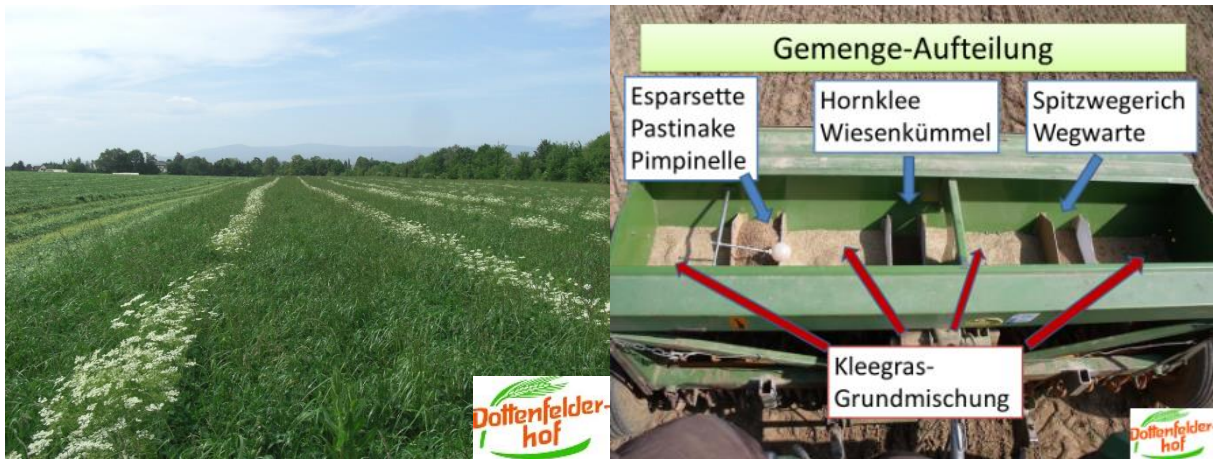 Dottenfelder-
hof
Gemenge-Aufteilung
Esparsette
Pastinake
Pimpinelle
Hornklee
Wiesenkümmel
Spitzwegerich
Wegwarte
Kleegras-
Grundmischung
Dottenfelder-
hof